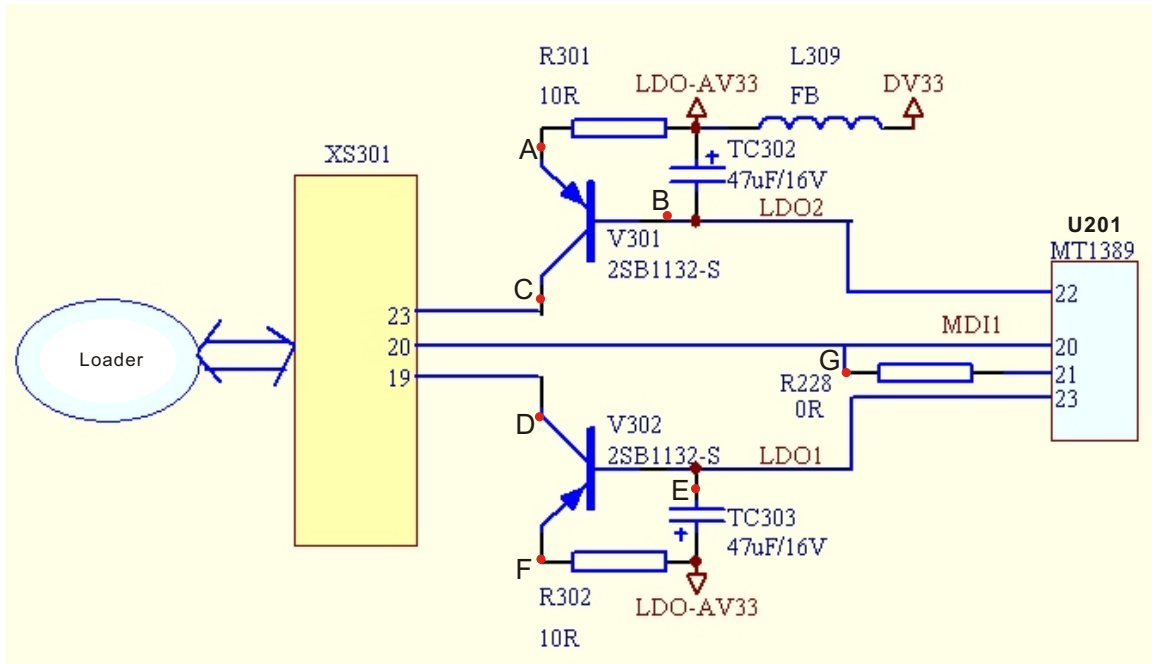 R301
10R
LDO-AV33
L309
FB
DV33
A
XS301
+
TC302
47uF/16V
B
LDO2
V301
2SB1132-S
U201
MT1389
C
22
23
MDI1
20
20
Loader
G
21
R228
0R
23
19
D
V302
2SB1132-S
LDO1
E
TC303
+
47uF/16V
F
R302
10R
LDO-AV33